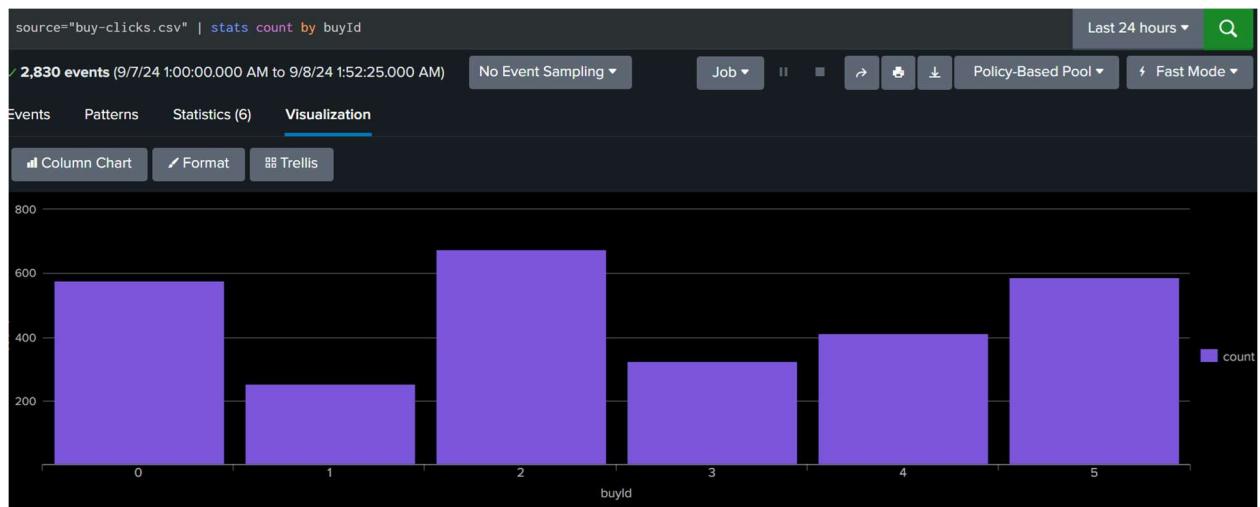 source="buy-clicks.csv" | stats count by buyId
Last 24 hours
2,830 events (9/7/24 1:00:00.000 AM to 9/8/24 1:52:25.000 AM)
No Event Sampling
Job
Policy-Based Pool
Fast Mode
Events
Patterns
Statistics (6)
Visualization
Column Chart
Format
Trellis
800
600
400
200
count
0
1
2
3
4
5
buyId